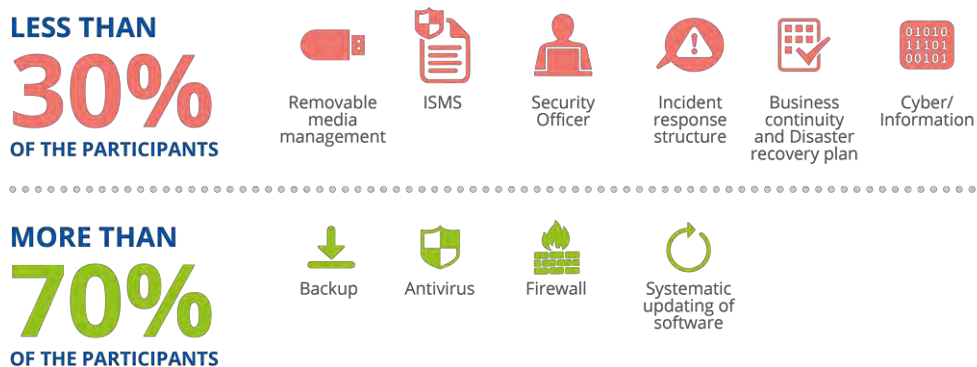 LESS THAN
30%
OF THE PARTICIPANTS
01010
11101
00101
Removable
media
management
ISMS
Security
Officer
Incident
response
structure
Business
continuity
and Disaster
recovery plan
Cyber/
Information
MORE THAN
70%
OF THE PARTICIPANTS
Backup
Antivirus
Firewall
Systematic
updating of
software